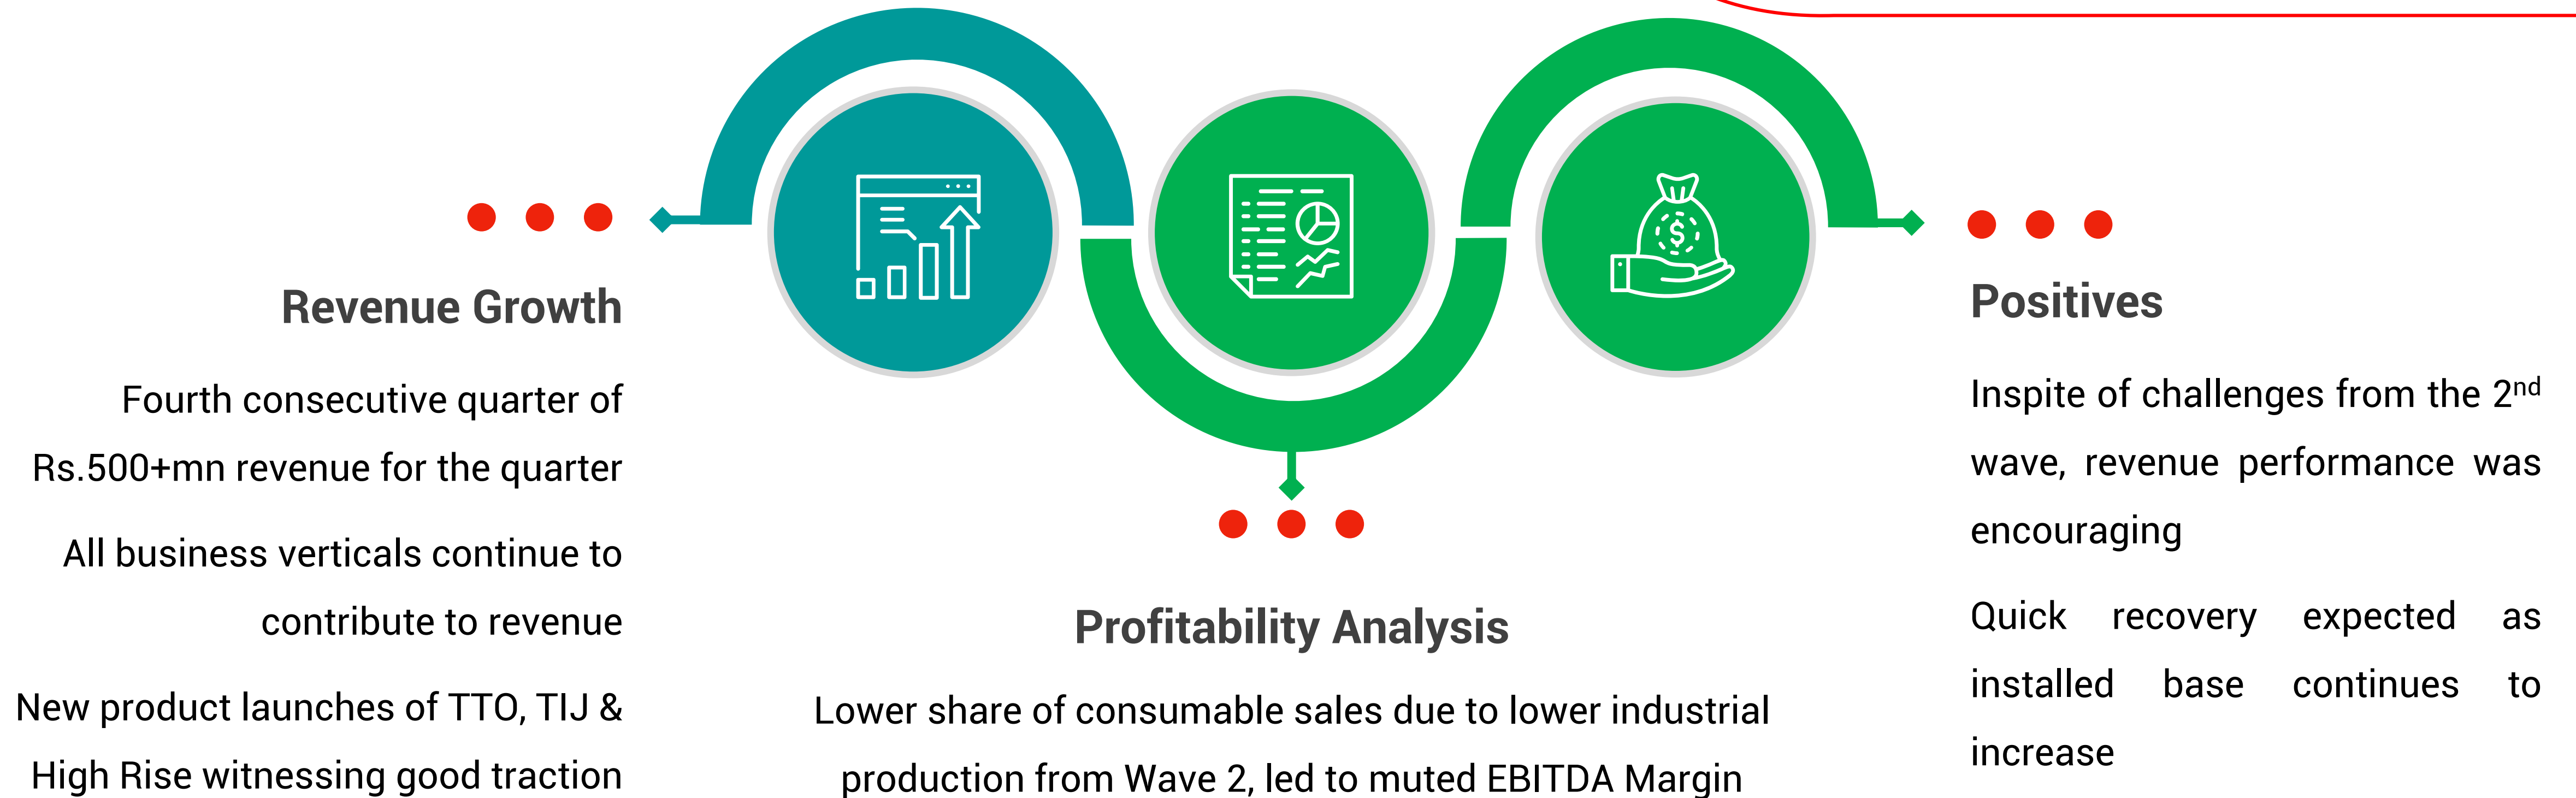 Revenue Growth
Fourth consecutive quarter of
Rs.500+mn revenue for the quarter
All business verticals continue to
contribute to revenue
New product launches of TTO, TIJ &
High Rise witnessing good traction
Profitability Analysis
Lower share of consumable sales due to lower industrial
production from Wave 2, led to muted EBITDA Margin
Positives
Inspite of challenges from the 2nd
wave, revenue performance was
encouraging
Quick recovery expected as
installed base continues to
increase